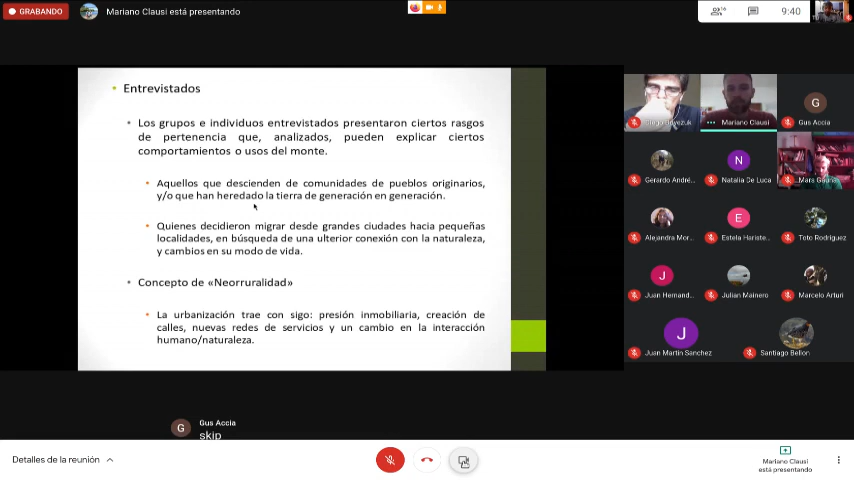 GRABANDO
Mariano Clausi está presentando
16
9:40
• Entrevistados
• Los grupos e individuos entrevistados presentaron ciertos rasgos
de pertenencia que, analizados, pueden explicar ciertos
comportamientos o usos del monte.
• Aquellos que descienden de comunidades de pueblos originarios,
y/o que han heredado la tierra de generación en generación.
• Quienes decidieron migrar desde grandes ciudades hacia pequeñas
localidades, en búsqueda de una ulterior conexión con la naturaleza,
y cambios en su modo de vida.
• Concepto de «Neorruralidad»
• La urbanización trae con sigo: presión inmobiliaria, creación de
calles, nuevas redes de servicios y un cambio en la interacción
humano/naturaleza.
G
Mariano Clausi
Gus Accia
N
Gerardo André...
Natalia De Luca
Mara
E
Alejandra Mor...
Estela Hariste...
Toto Rodriguez
J
Juan Hernand...
Julian Mainero
Marcelo Arturi
J
Juan Martín Sanchez
Santiago Bellon
G
Gus Accia
skip
Detalles de la reunión
Mariano Clausi
está presentando